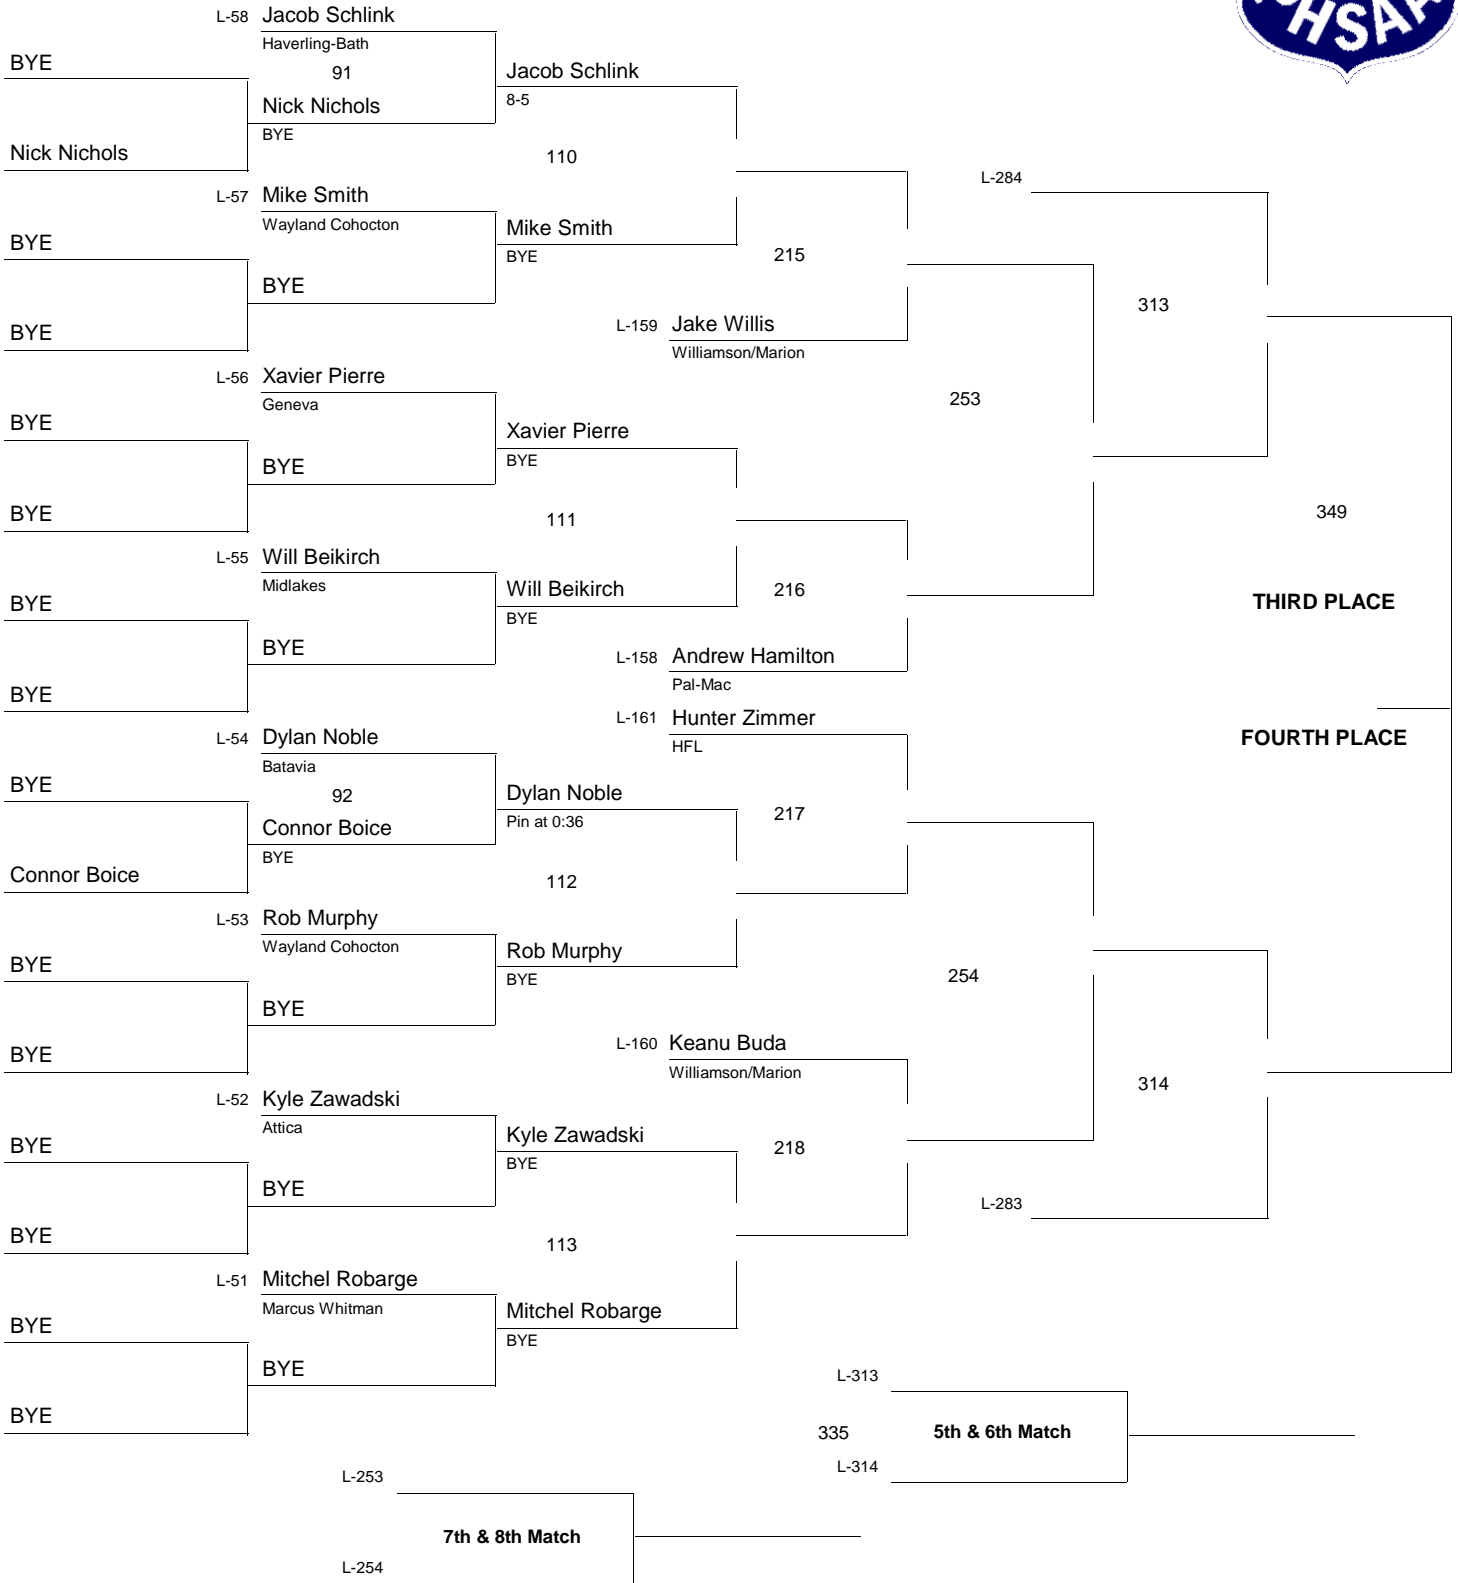 L-58 Jacob Schlink
Haverling-Bath
BYE
91
Jacob Schlink
8-5
Nick Nichols
BYE
Nick Nichols
110
L-57 Mike Smith
Wayland Cohocton
BYE
Mike Smith
BYE
BYE
BYE
215
L-159 Jake Willis
Williamson/Marion
L-284
313
L-56 Xavier Pierre
Geneva
BYE
Xavier Pierre
BYE
BYE
BYE
111
253
349
L-55 Will Beikirch
Midlakes
BYE
Will Beikirch
BYE
216
BYE
BYE
L-158 Andrew Hamilton
Pal-Mac
THIRD PLACE
L-161 Hunter Zimmer
HFL
FOURTH PLACE
L-54 Dylan Noble
Batavia
BYE
92
Dylan Noble
Pin at 0:36
217
Connor Boice
BYE
Connor Boice
112
L-53 Rob Murphy
Wayland Cohocton
BYE
Rob Murphy
BYE
254
BYE
BYE
L-160 Keanu Buda
Williamson/Marion
314
L-52 Kyle Zawadski
Attica
BYE
Kyle Zawadski
BYE
218
BYE
BYE
L-283
113
L-51 Mitchel Robarge
Marcus Whitman
BYE
Mitchel Robarge
BYE
BYE
BYE
L-313
335 5th & 6th Match
L-314
L-253
7th & 8th Match
L-254